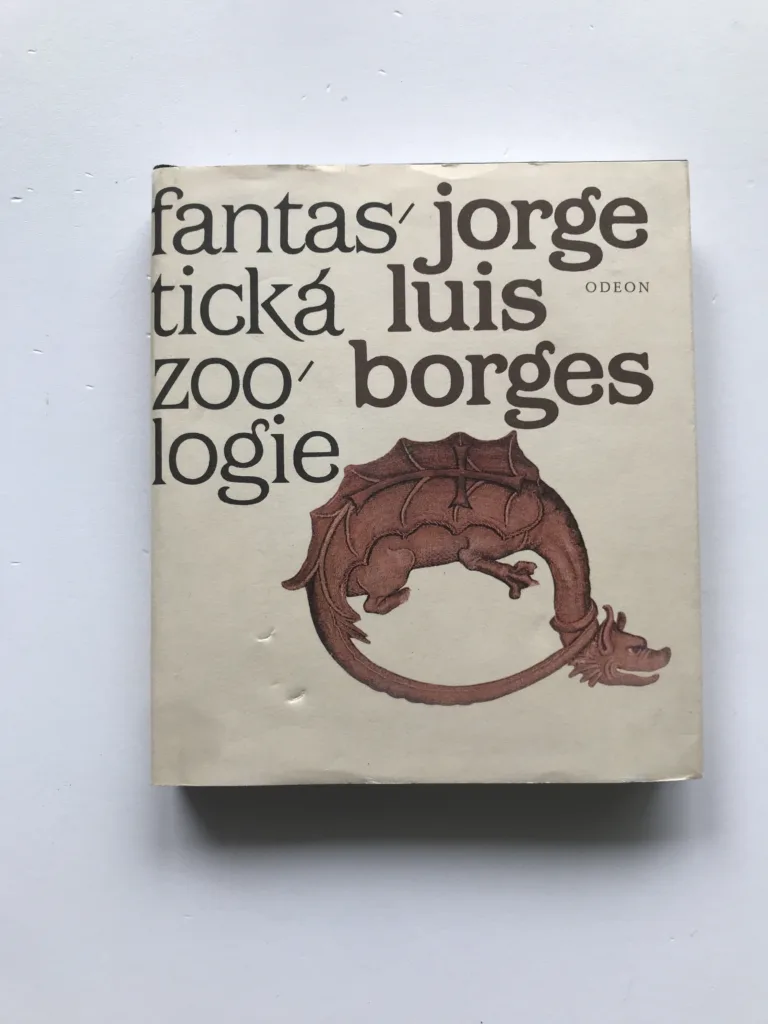 fantas/
tická
zoo/
logie
jorge
luis
borges
ODEON